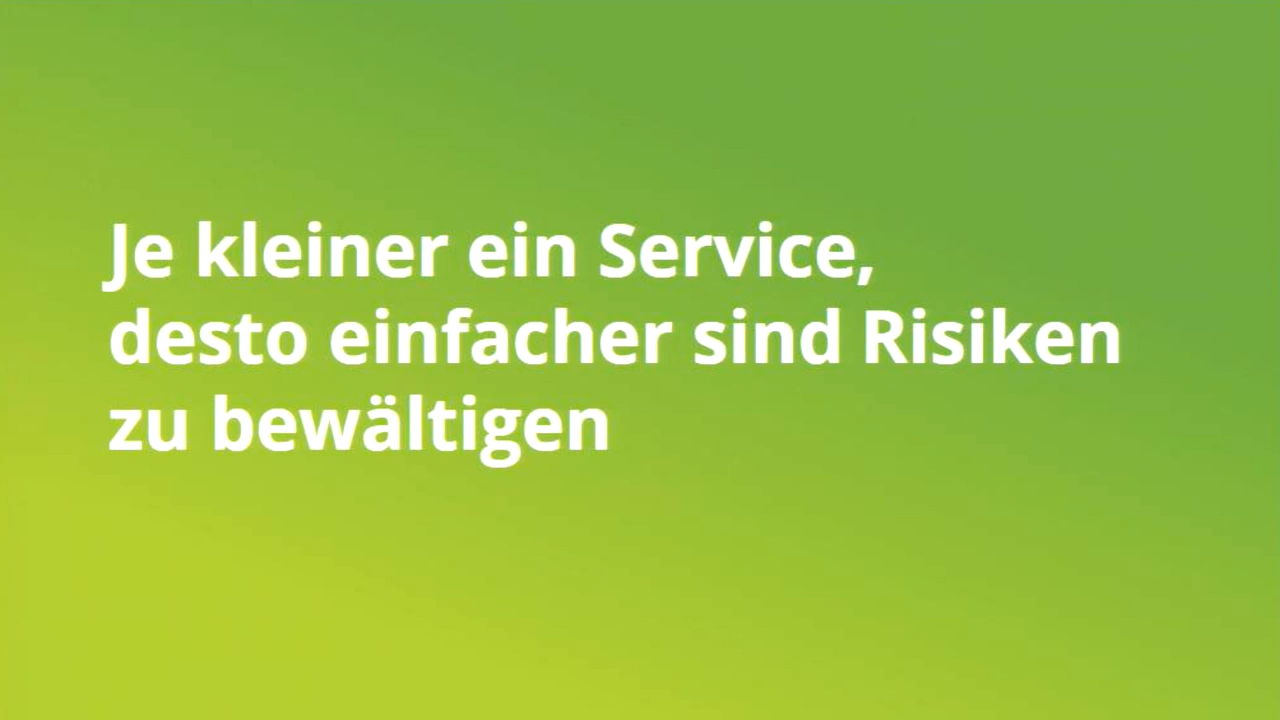 Je kleiner ein Service,
desto einfacher sind Risiken
zu bewältigen